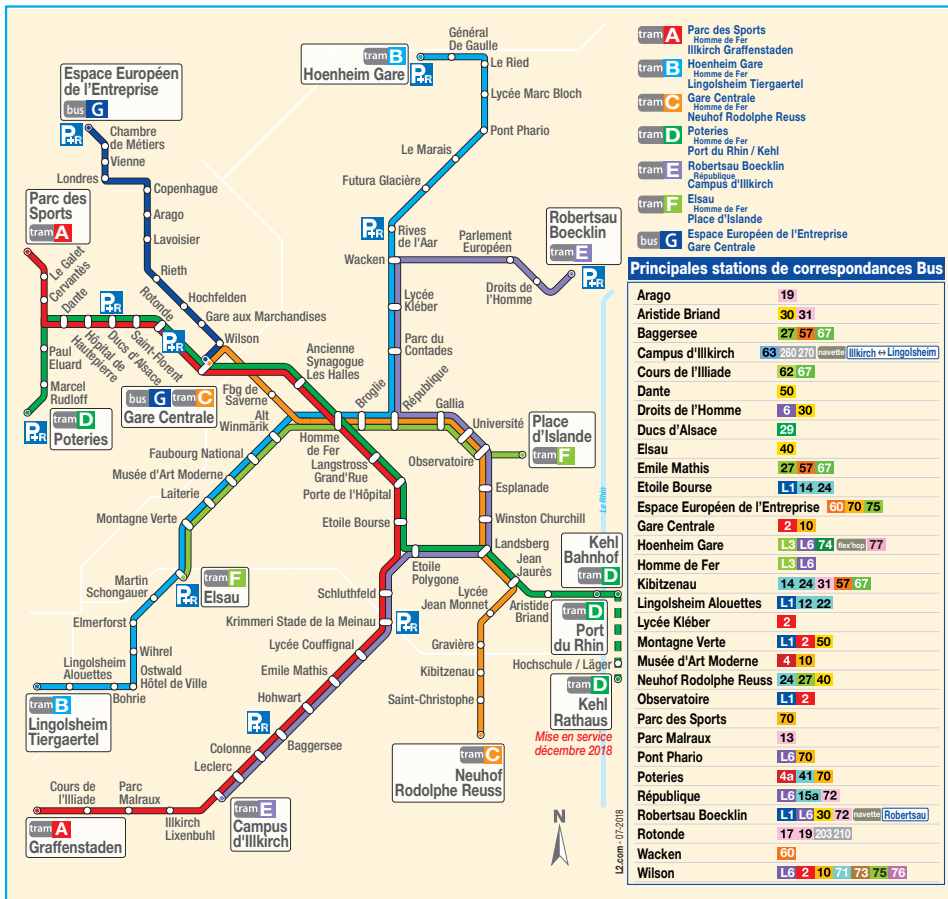 Général
De Gaulle
tram B
Hoenheim Gare
P+R
Le Ried
Lycée Marc Bloch
Pont Phario
Le Marais
Futura Glacière
P+R
Rives
de l'Aar
Wacken
Parlement
Européen
Robertsau
Boecklin
tram E
P+R
Droits de
l'Homme
Lycée
Kléber
Parc du
Contades
Espace Européen
de l'Entreprise
bus G
P+R
Chambre
de Métiers
Vienne
Londres
Copenhague
Arago
Lavoisier
Rieth
Hochfelden
Gare aux Marchandises
Wilson
Parc des
Sports
tram A
Le Galet
Cervantès
Dante
Hôpital de
Hautepierre
Ducs d'Alsace
Saint-Florent
Rotonde
P+R
P+R
Paul
Eluard
Marcel
Rudloff
P+R
tram D
Poteries
bus G tram C
Gare Centrale
Ancienne
Synagogue
Les Halles
Fbg de
Saverne
Alt
Winmärik
Broglie
République
Gallia
Université
Place
d'Islande
tram F
Observatoire
Homme
de Fer
Langstross
Grand'Rue
Porte de l'Hôpital
Faubourg National
Musée d'Art Moderne
Laiterie
Montagne Verte
Esplanade
Winston Churchill
Etoile Bourse
Landsberg
Kehl
Bahnhof
tram D
Jean
Jaurès
Etoile
Polygone
Martin
Schongauer
P+R
tram F
Elsau
Schluthfeld
Krimmeri Stade de la Meinau
P+R
Lycée
Jean Monnet
Aristide
Briand
tram D
Port
du Rhin
Elmerforst
Wihrel
Ostwald
Hôtel de Ville
Lingolsheim
Alouettes
Bohrie
tram B
Lingolsheim
Tiergaertel
Lycée Couffignal
Emile Mathis
Hohwart
P+R
Baggersee
Colonne
Leclerc
Gravière
Kibitzenau
Saint-Christophe
Hochschule / Läger
tram D
Kehl
Rathaus
Mise en service
décembre 2018
tram C
Neuhof
Rodolphe Reuss
Cours de
l'Illiade
Parc
Malraux
Illkirch
Lixenbuhl
tram A
Graffenstaden
tram E
Campus
d'Illkirch
N
Le Rhin
L2.com - 07-2018
tram A Parc des Sports
Homme de Fer
Illkirch Graffenstaden
tram B Hoenheim Gare
Homme de Fer
Lingolsheim Tiergaertel
tram C Gare Centrale
Homme de Fer
Neuhof Rodolphe Reuss
tram D Poteries
Homme de Fer
Port du Rhin / Kehl
tram E Robertsau Boecklin
République
Campus d'Illkirch
tram F Elsau
Homme de Fer
Place d'Islande
bus G Espace Européen de l'Entreprise
Gare Centrale
Principales stations de correspondances Bus
Arago 19
Aristide Briand 30 31
Baggersee 27 57 67
Campus d'Illkirch 63 260 270 navette Illkirch ↔ Lingolsheim
Cours de l'Illiade 62 67
Dante 50
Droits de l'Homme 6 30
Ducs d'Alsace 29
Elsau 40
Emile Mathis 27 57 67
Etoile Bourse L1 14 24
Espace Européen de l'Entreprise 60 70 75
Gare Centrale 2 10
Hoenheim Gare L3 L6 74 flex'hop 77
Homme de Fer L3 L6
Kibitzenau 14 24 31 57 67
Lingolsheim Alouettes L1 12 22
Lycée Kléber 2
Montagne Verte L1 2 50
Musée d'Art Moderne 4 10
Neuhof Rodolphe Reuss 24 27 40
Observatoire L1 2
Parc des Sports 70
Parc Malraux 13
Pont Phario L6 70
Poteries 4a 41 70
République L6 15a 72
Robertsau Boecklin L1 L6 30 72 navette Robertsau
Rotonde 17 19 203 210
Wacken 60
Wilson L6 2 10 71 73 75 76